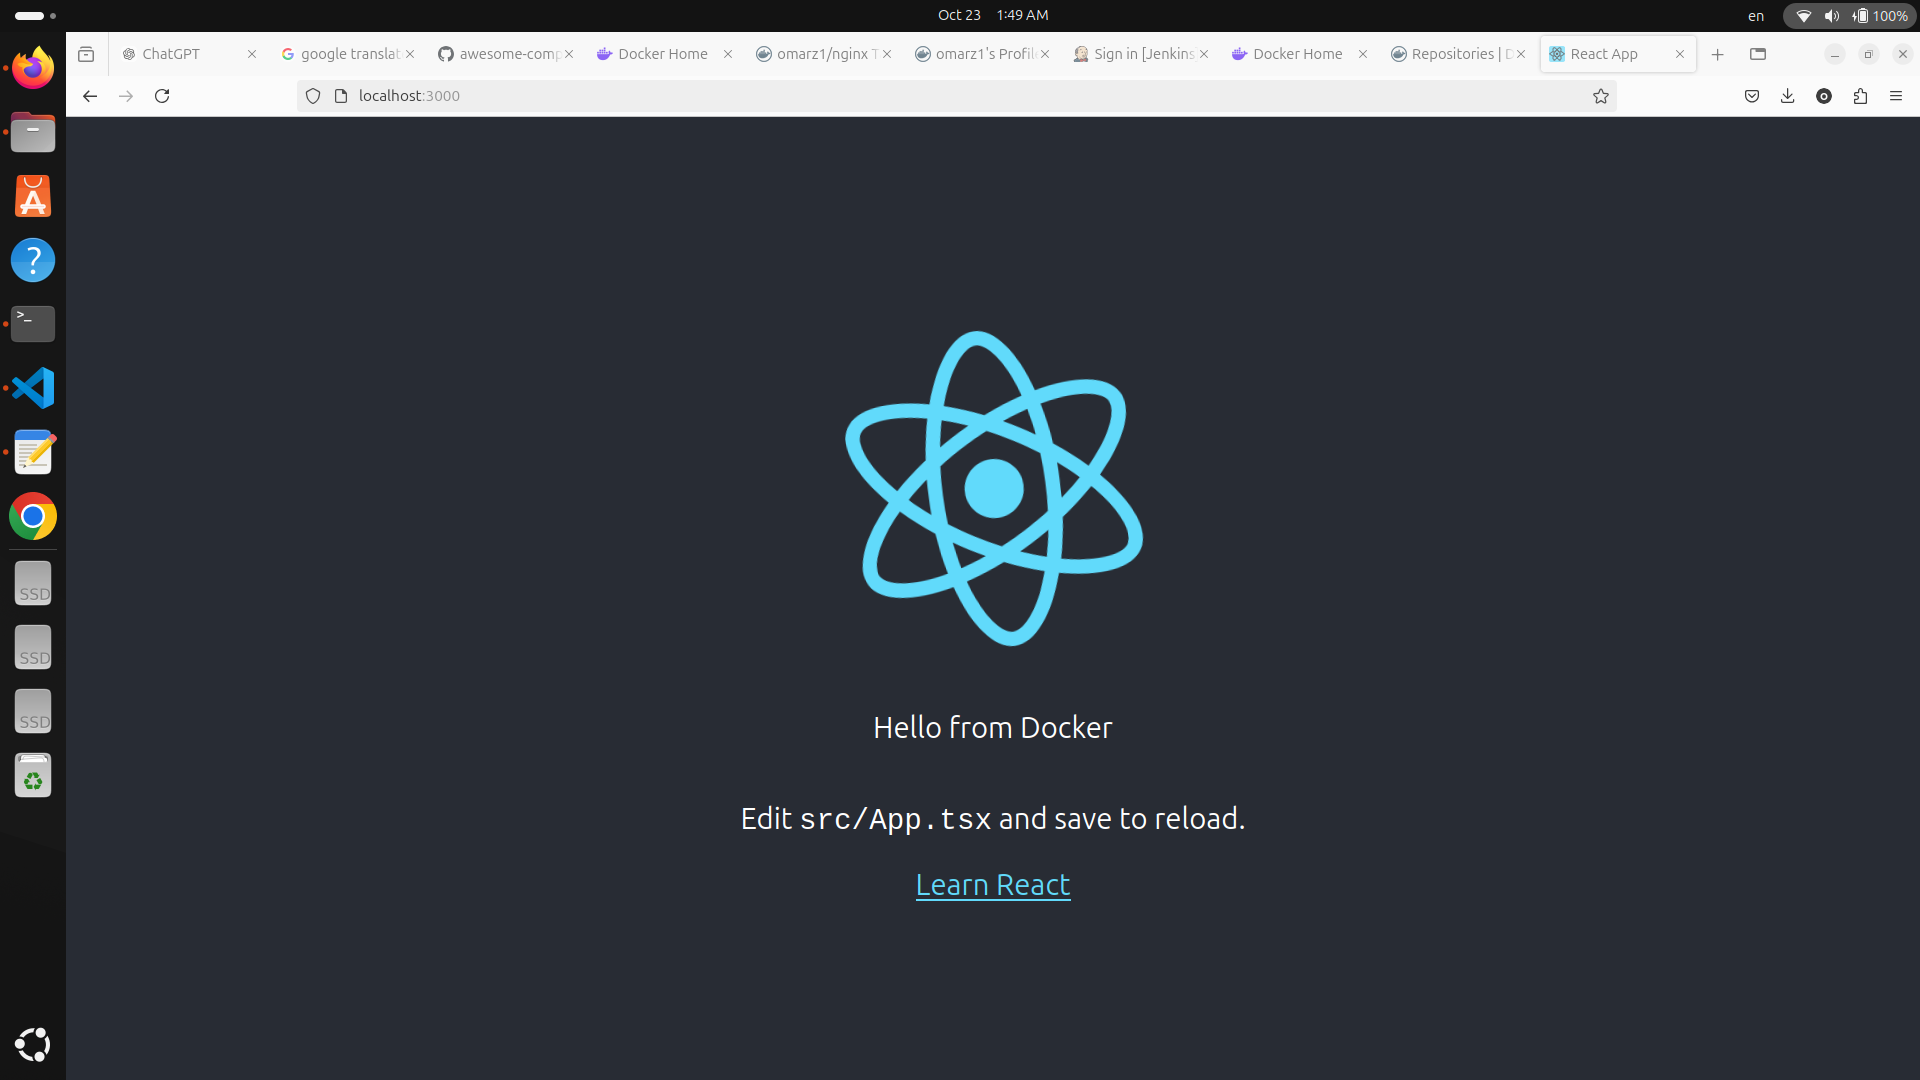 Oct 23 1:49 AM
en
100%
ChatGPT
google translat
awesome-comp
Docker Home
omarz1/nginx T
omarz1's Profil
Sign in [Jenkins
Docker Home
Repositories | D
React App
localhost:3000
>_
SSD
SSD
SSD
Hello from Docker
Edit src/App.tsx and save to reload.
Learn React